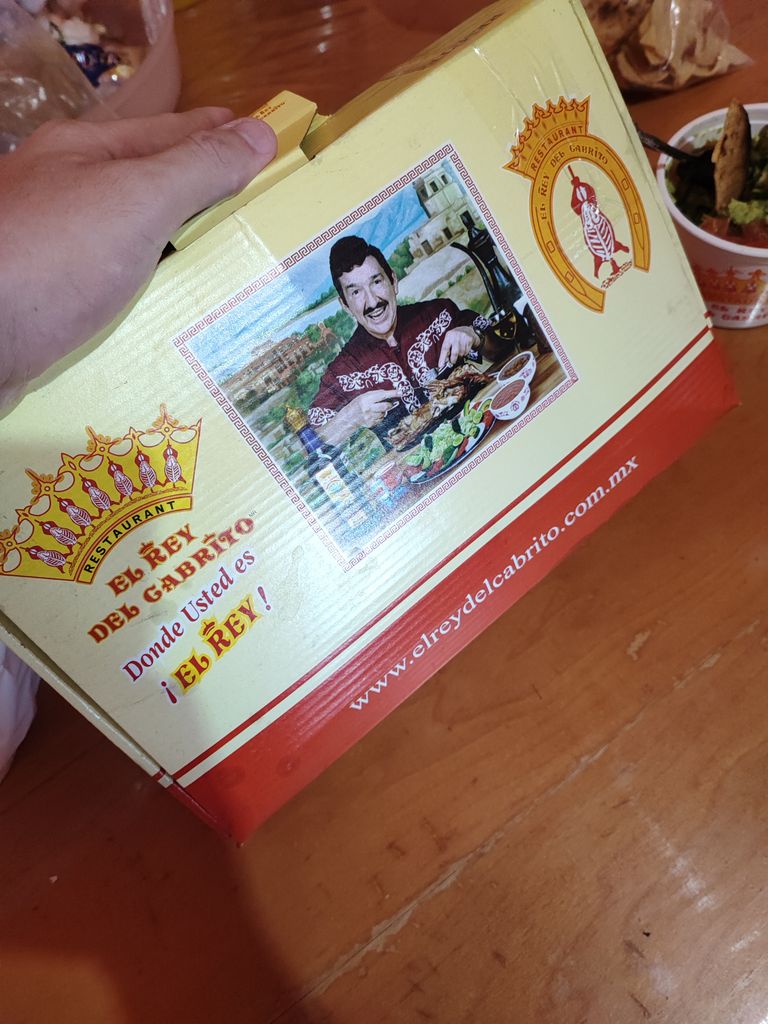 RESTAURANT
EL REY DEL CABRITO
RESTAURANT
EL REY
DEL CABRITO
Donde Usted es
¡EL REY!
www.elreydelcabrito.com.mx